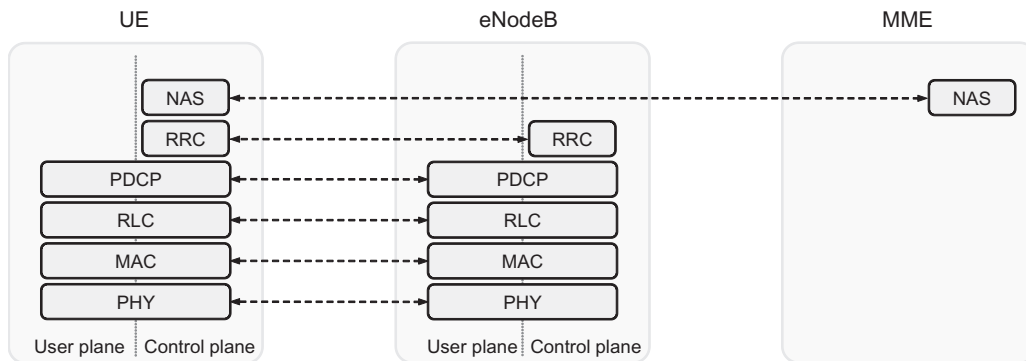 UE eNodeB MME
NAS NAS
RRC RRC
PDCP PDCP
RLC RLC
MAC MAC
PHY PHY
User plane Control plane User plane Control plane